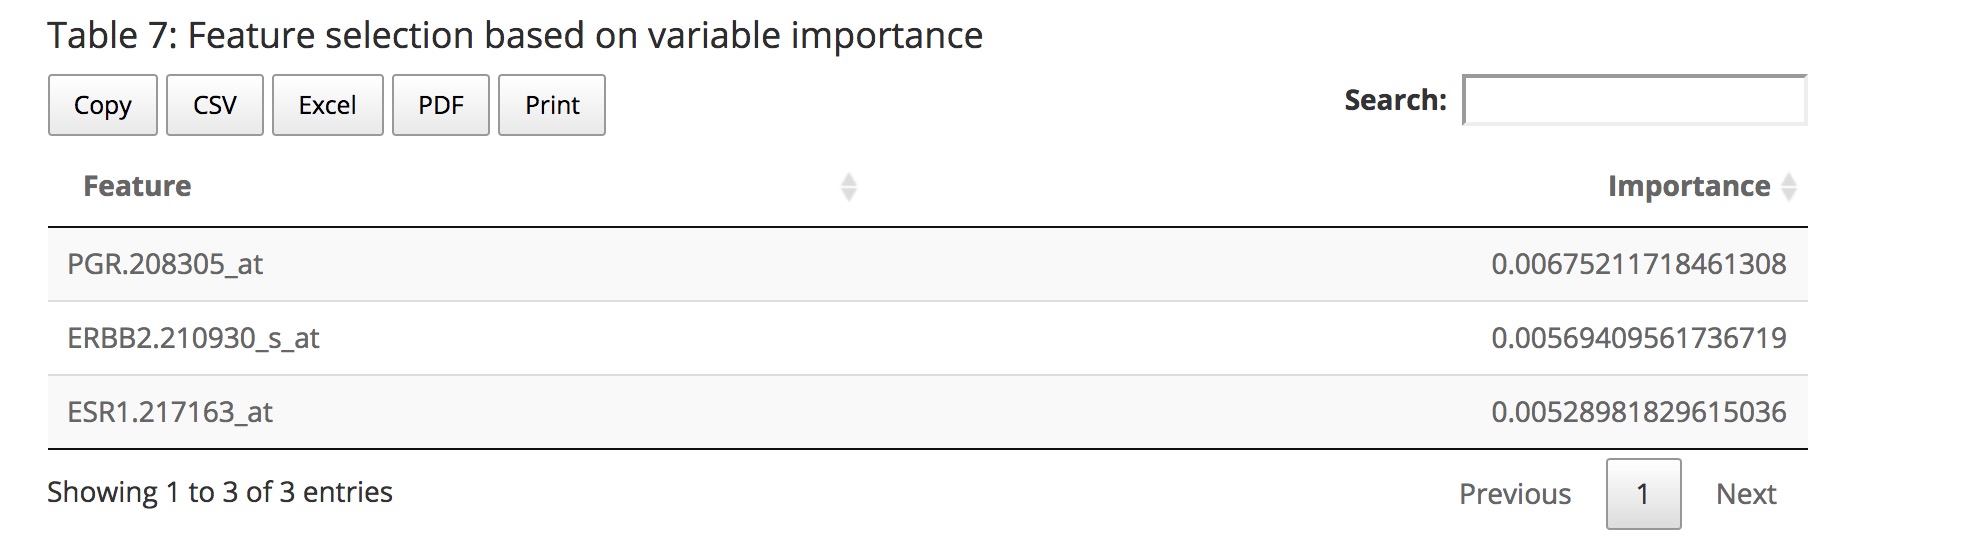 Table 7: Feature selection based on variable importance
Copy CSV Excel PDF Print Search:
Feature Importance
PGR.208305_at 0.00675211718461308
ERBB2.210930_s_at 0.00569409561736719
ESR1.217163_at 0.00528981829615036
Showing 1 to 3 of 3 entries Previous 1 Next